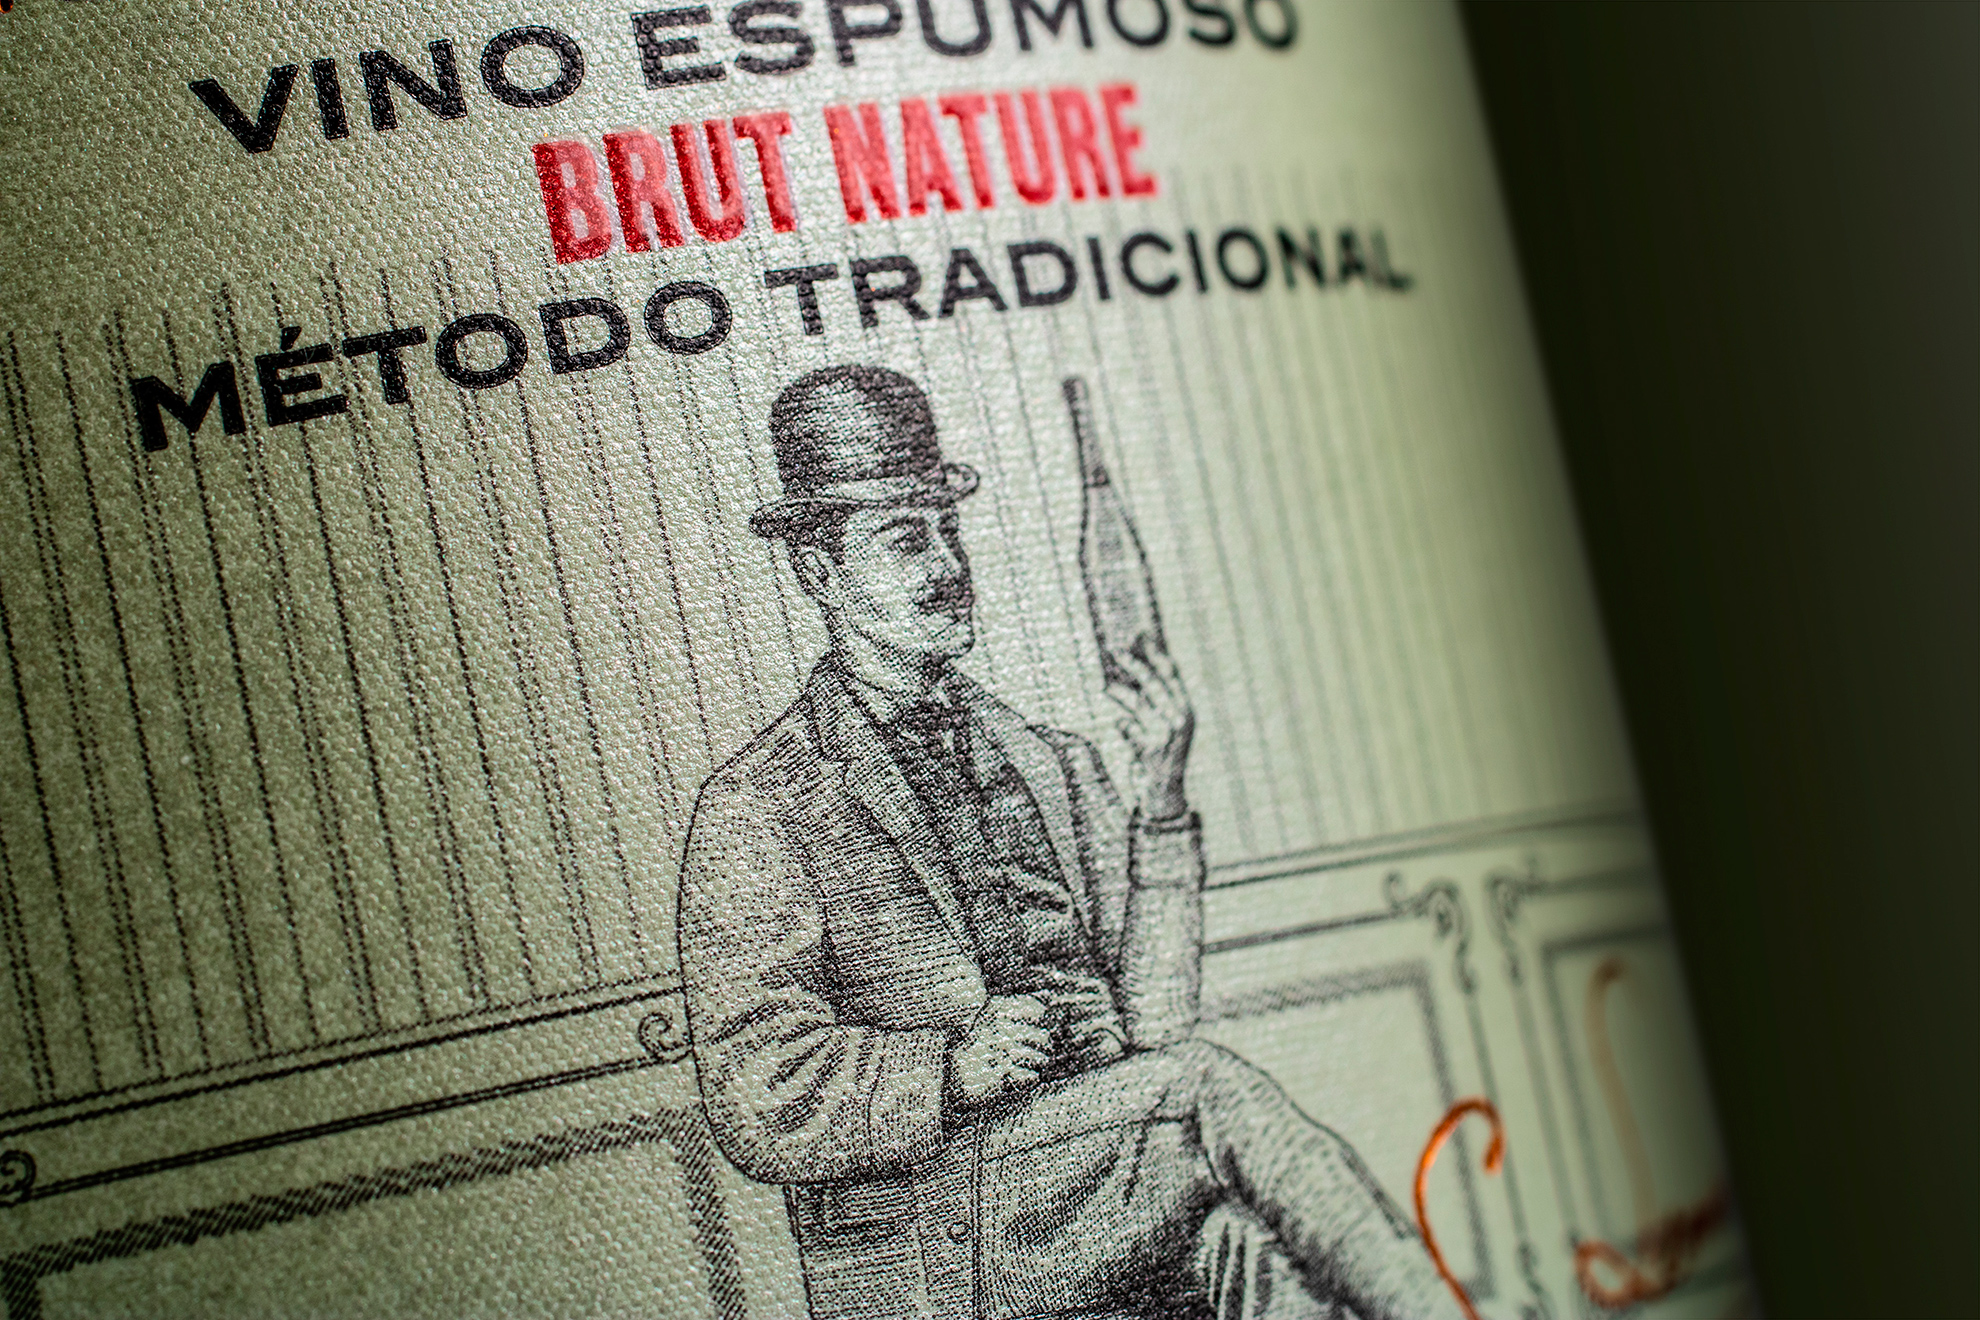 VINO ESPUMOSO
BRUT NATURE
MÉTODO TRADICIONAL